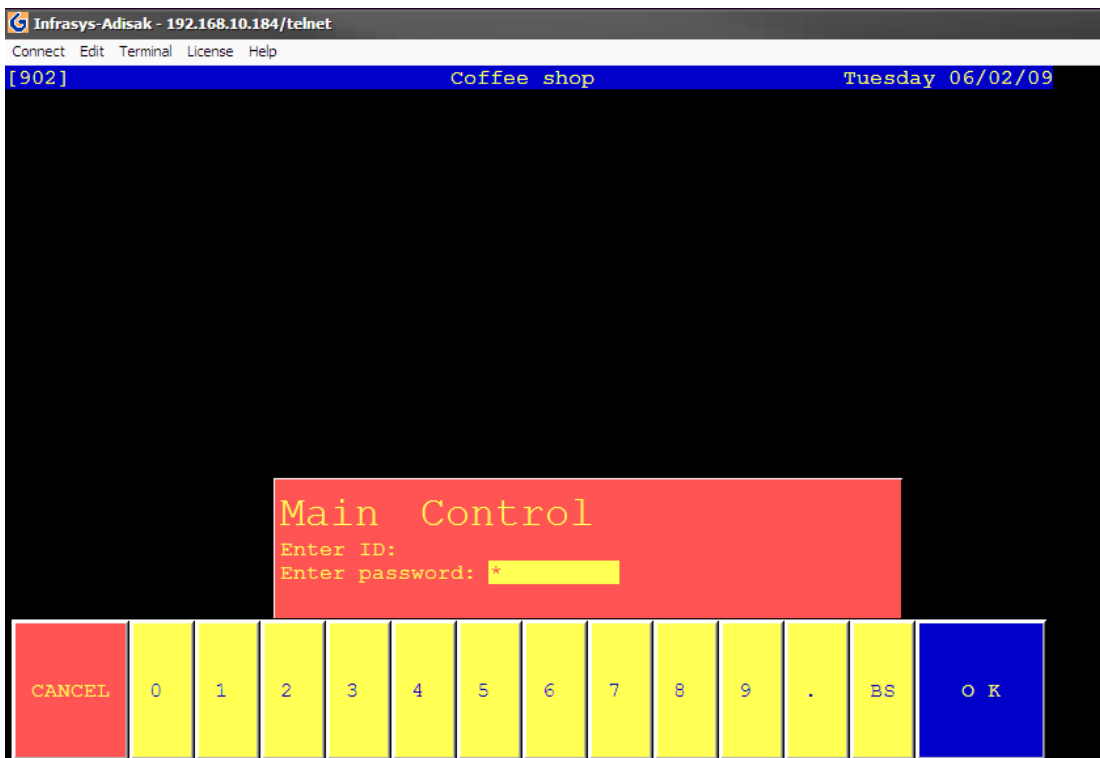 Infrasys-Adisak - 192.168.10.184/telnet
Connect Edit Terminal License Help
[902] Coffee shop Tuesday 06/02/09
Main Control
Enter ID:
Enter password: *
CANCEL 0 1 2 3 4 5 6 7 8 9 . BS O K